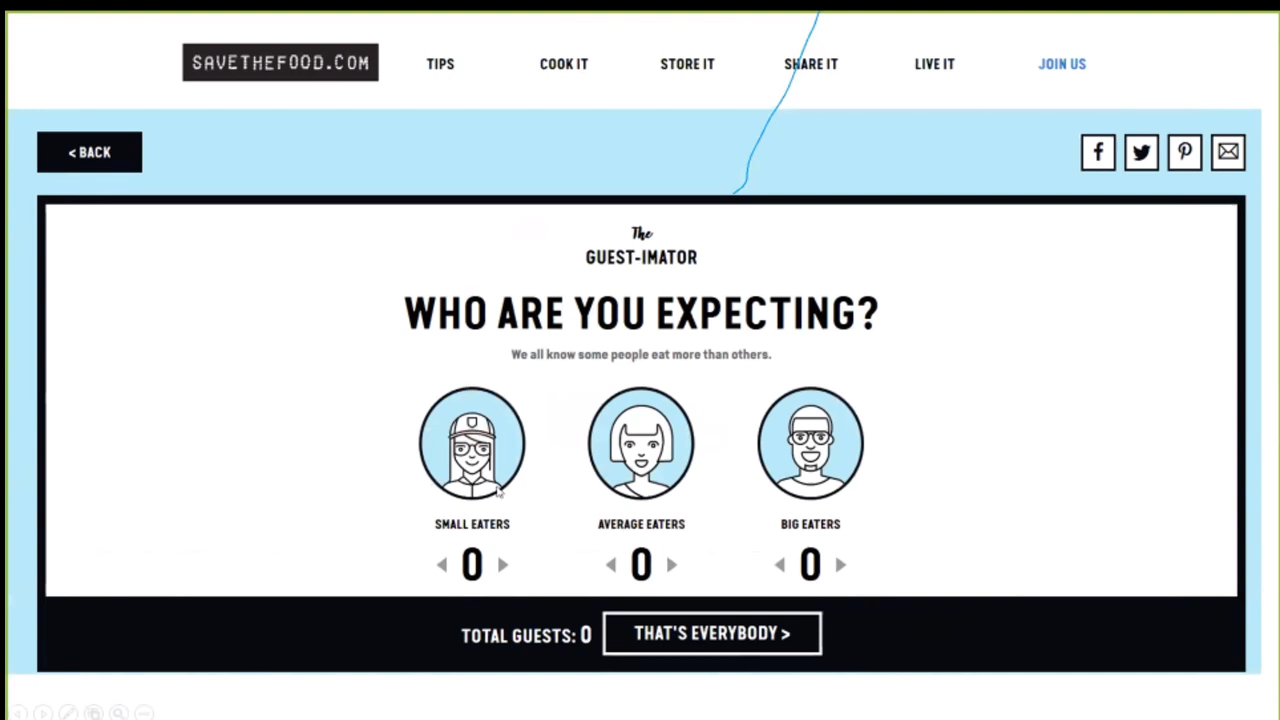 SAVETHEFOOD.COM TIPS COOK IT STORE IT SHARE IT LIVE IT JOIN US
< BACK
The
GUEST-IMATOR
WHO ARE YOU EXPECTING?
We all know some people eat more than others.
SMALL EATERS AVERAGE EATERS BIG EATERS
0 0 0
TOTAL GUESTS: 0 THAT'S EVERYBODY >